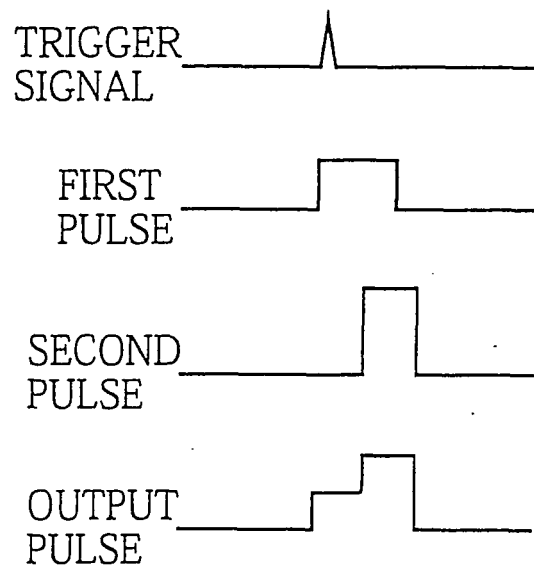 TRIGGER
SIGNAL
FIRST
PULSE
SECOND
PULSE
OUTPUT
PULSE